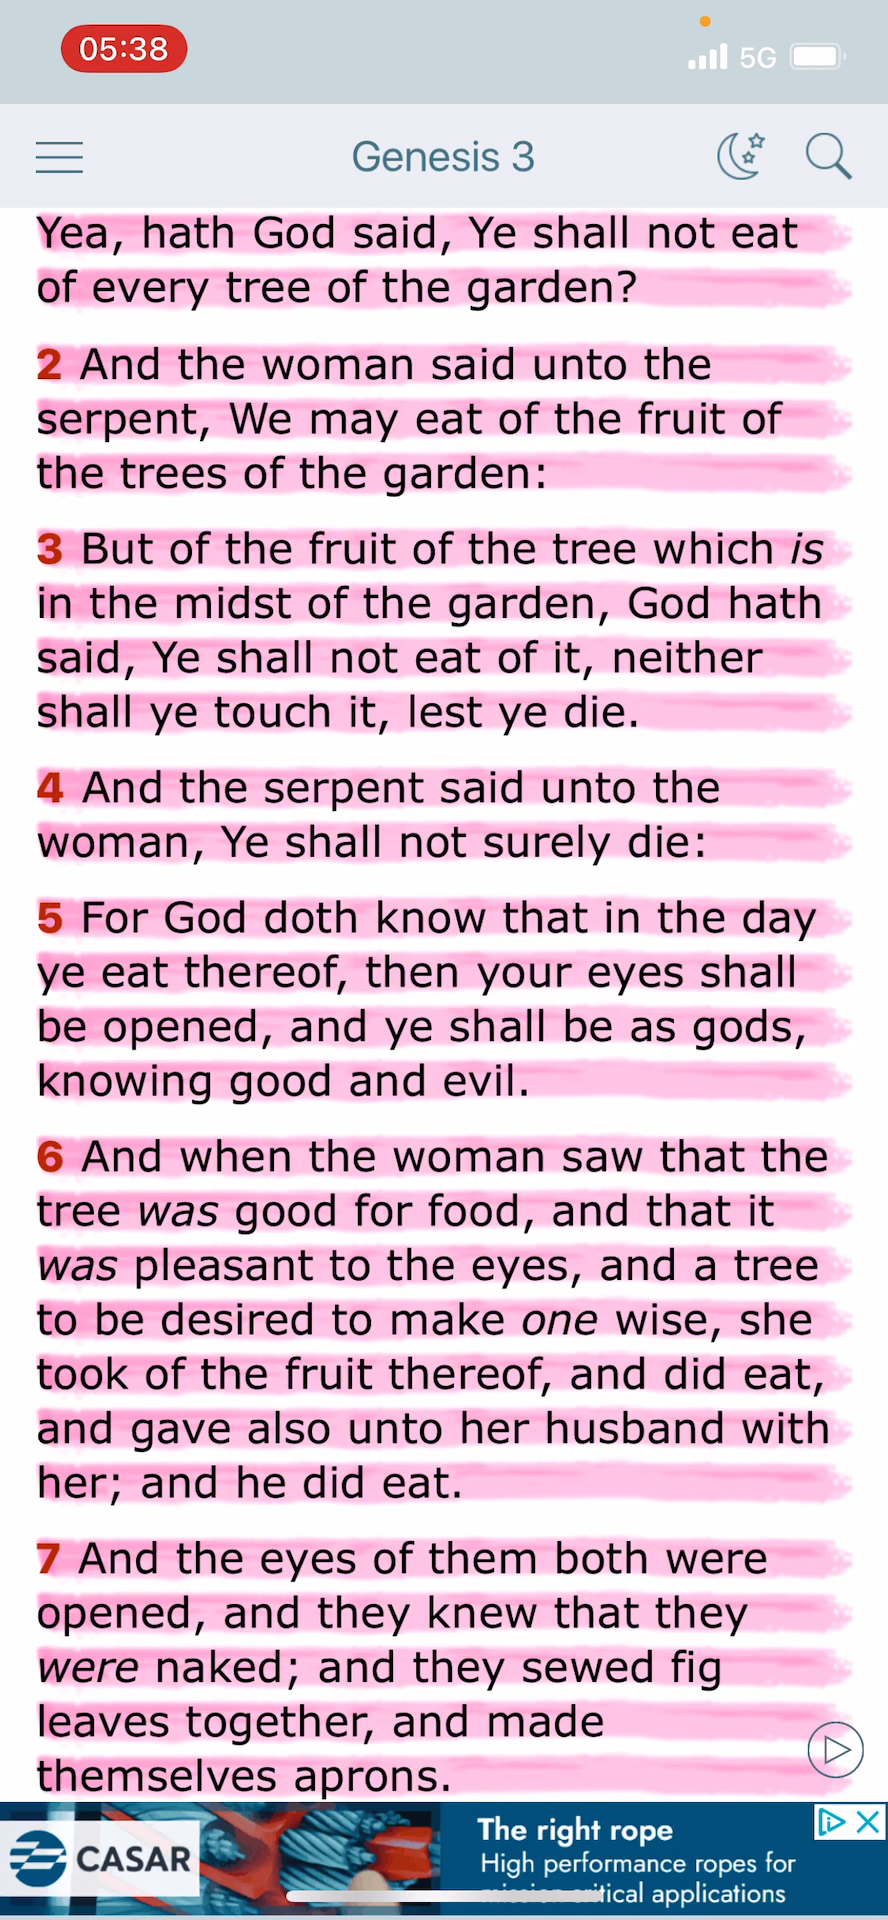 05:38
5G
Genesis 3
Yea, hath God said, Ye shall not eat
of every tree of the garden?
2 And the woman said unto the
serpent, We may eat of the fruit of
the trees of the garden:
3 But of the fruit of the tree which is
in the midst of the garden, God hath
said, Ye shall not eat of it, neither
shall ye touch it, lest ye die.
4 And the serpent said unto the
woman, Ye shall not surely die:
5 For God doth know that in the day
ye eat thereof, then your eyes shall
be opened, and ye shall be as gods,
knowing good and evil.
6 And when the woman saw that the
tree was good for food, and that it
was pleasant to the eyes, and a tree
to be desired to make one wise, she
took of the fruit thereof, and did eat,
and gave also unto her husband with
her; and he did eat.
7 And the eyes of them both were
opened, and they knew that they
were naked; and they sewed fig
leaves together, and made
themselves aprons.
CASAR
The right rope
High performance ropes for
applications